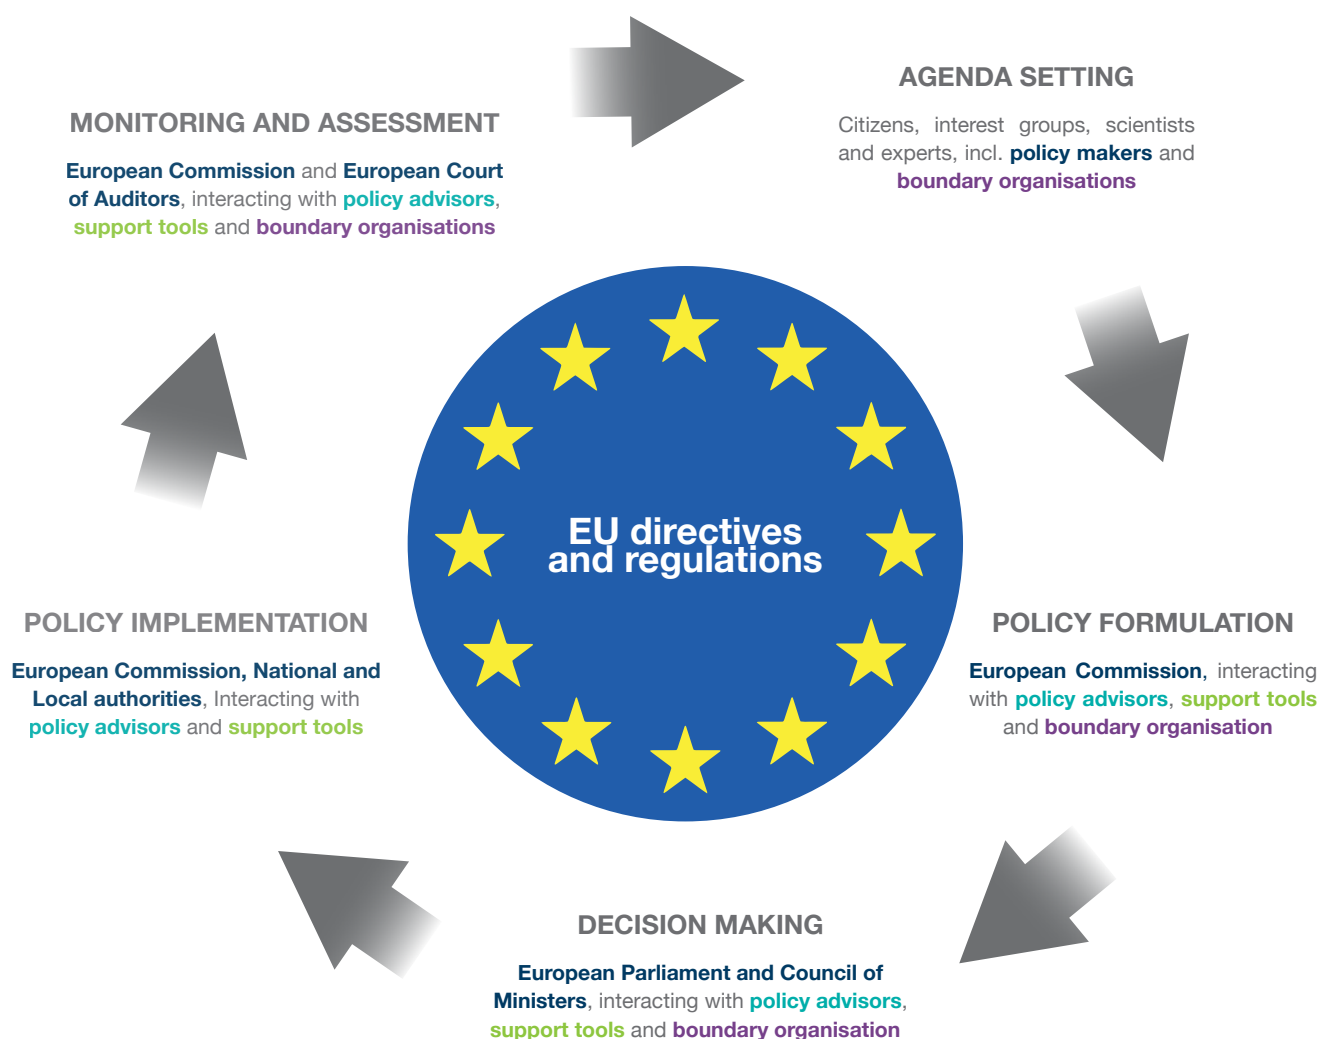 AGENDA SETTING
Citizens, interest groups, scientists
and experts, incl. policy makers and
boundary organisations
MONITORING AND ASSESSMENT
European Commission and European Court
of Auditors, interacting with policy advisors,
support tools and boundary organisations
EU directives
and regulations
POLICY IMPLEMENTATION
European Commission, National and
Local authorities, Interacting with
policy advisors and support tools
POLICY FORMULATION
European Commission, interacting
with policy advisors, support tools
and boundary organisation
DECISION MAKING
European Parliament and Council of
Ministers, interacting with policy advisors,
support tools and boundary organisation